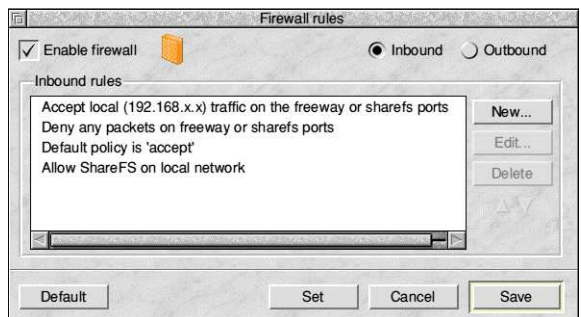 Firewall rules
Enable firewall
Inbound
Outbound
Inbound rules
Accept local (192.168.x.x) traffic on the freeway or sharefs ports
Deny any packets on freeway or sharefs ports
Default policy is 'accept'
Allow ShareFS on local network
New...
Edit...
Delete
Default
Set
Cancel
Save